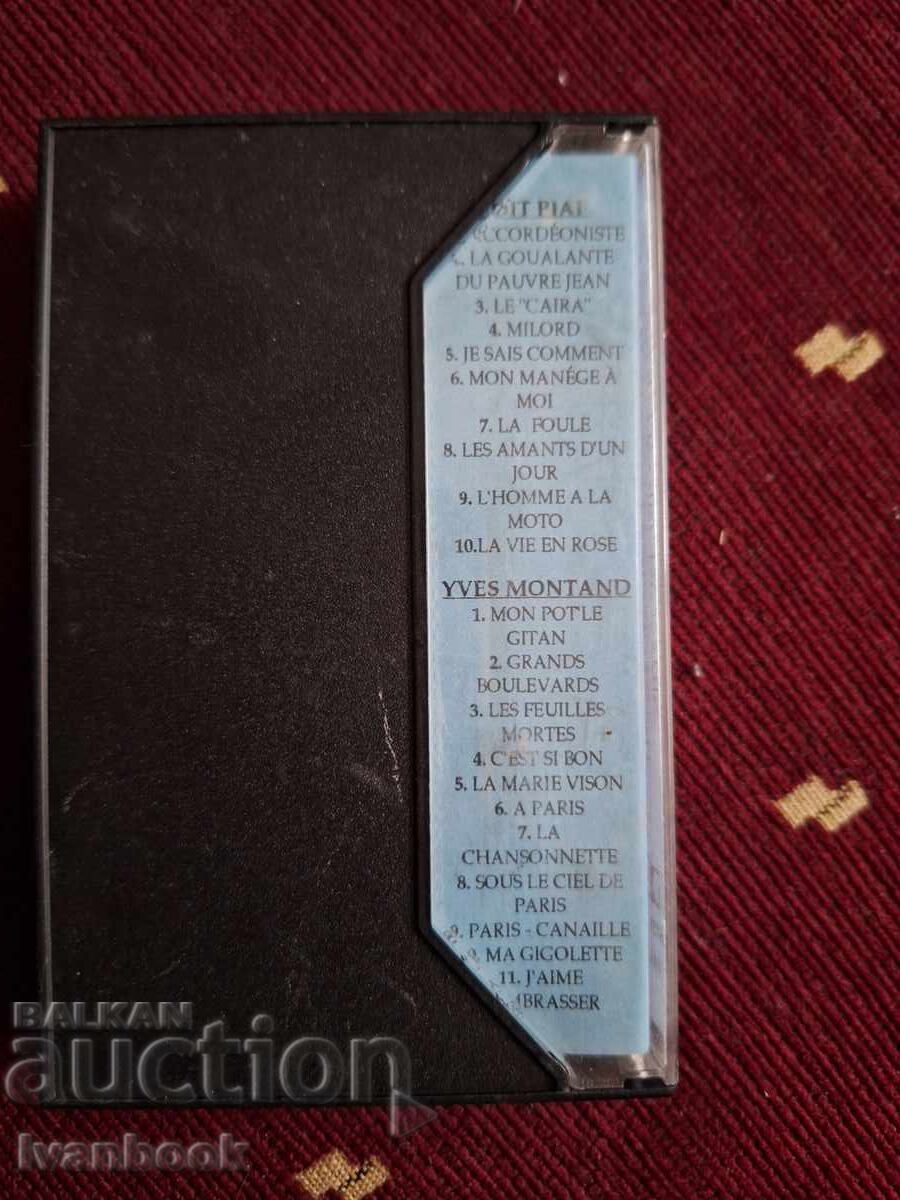 PIAF
ACCORDÉONISTE
LA GOUALANTE
DU PAUVRE JEAN
3. LE "CAIRA"
4. MILORD
5. JE SAIS COMMENT
6. MON MANÉGE À
MOI
7. LA FOULE
8. LES AMANTS D'UN
JOUR
9. L'HOMME A LA
MOTO
10.LA VIE EN ROSE
YVES MONTAND
1. MON POT'LE
GITAN
2. GRANDS
BOULEVARDS
3. LES FEUILLES
MORTES
4. C'EST SI BON
5. LA MARIE VISON
6. A PARIS
7. LA
CHANSONNETTE
8. SOUS LE CIEL DE
PARIS
9. PARIS - CANAILLE
MA GIGOLETTE
11. J'AIME
MBRASSER
BALKAN
auction
Ivanbook